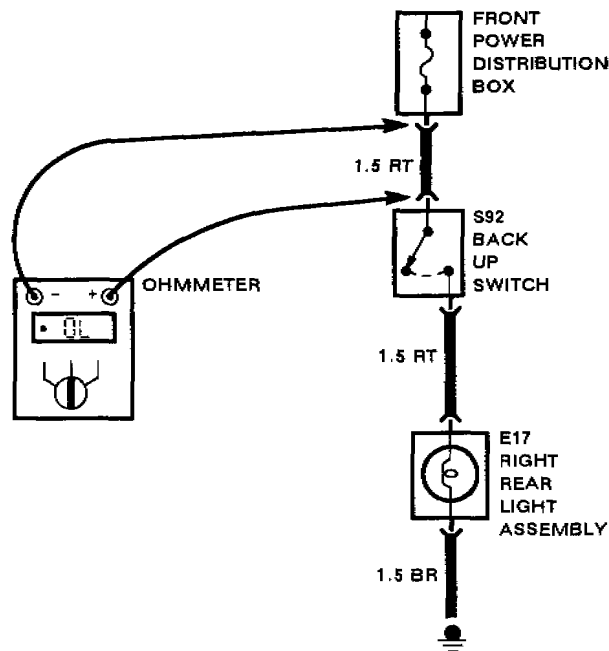 FRONT
POWER
DISTRIBUTION
BOX
1.5 RT
S92
BACK
UP
SWITCH
OHMMETER
- +
OL
1.5 RT
E17
RIGHT
REAR
LIGHT
ASSEMBLY
1.5 BR